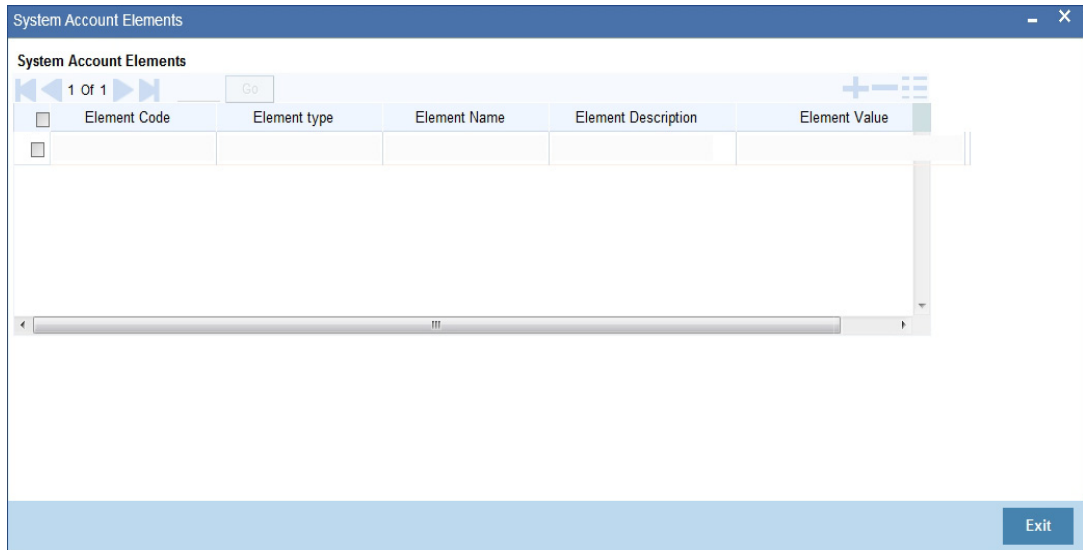 System Account Elements
System Account Elements
1 Of 1 Go
Element Code Element type Element Name Element Description Element Value
Exit